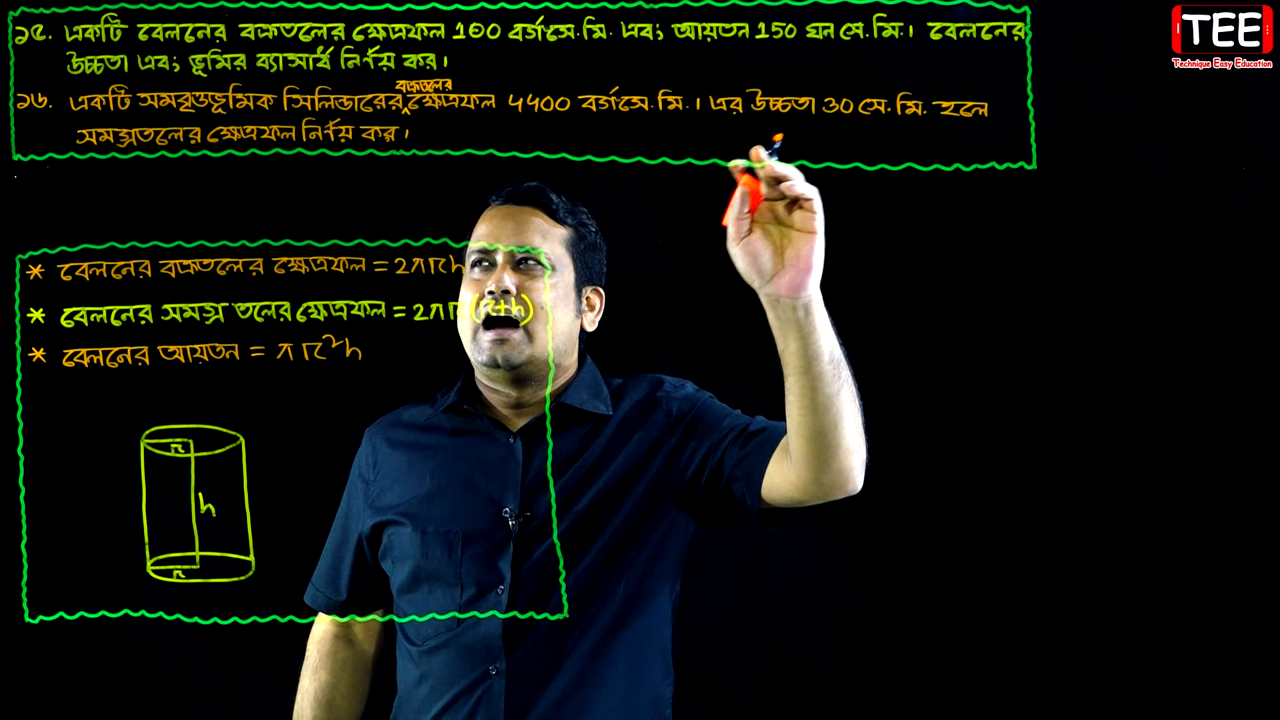 ১৫. একটি বেলনের বক্রতলের ক্ষেত্রফল 100 বর্গসে.মি. এবং আয়তন 150 ঘন সে.মি.। বেলনের
উচ্চতা এবং ভূমির ব্যাসার্ধ নির্ণয় কর।
বক্রতলের
১৬. একটি সমবৃত্তভূমিক সিলিন্ডারের ক্ষেত্রফল 4400 বর্গসে.মি.। এর উচ্চতা 30 সে.মি. হলে
সমগ্রতলের ক্ষেত্রফল নির্ণয় কর।
* বেলনের বক্রতলের ক্ষেত্রফল = 2πrh
* বেলনের সমগ্র তলের ক্ষেত্রফল = 2πr(r+h)
* বেলনের আয়তন = πr²h
r
h
r
TEE
Technique Easy Education